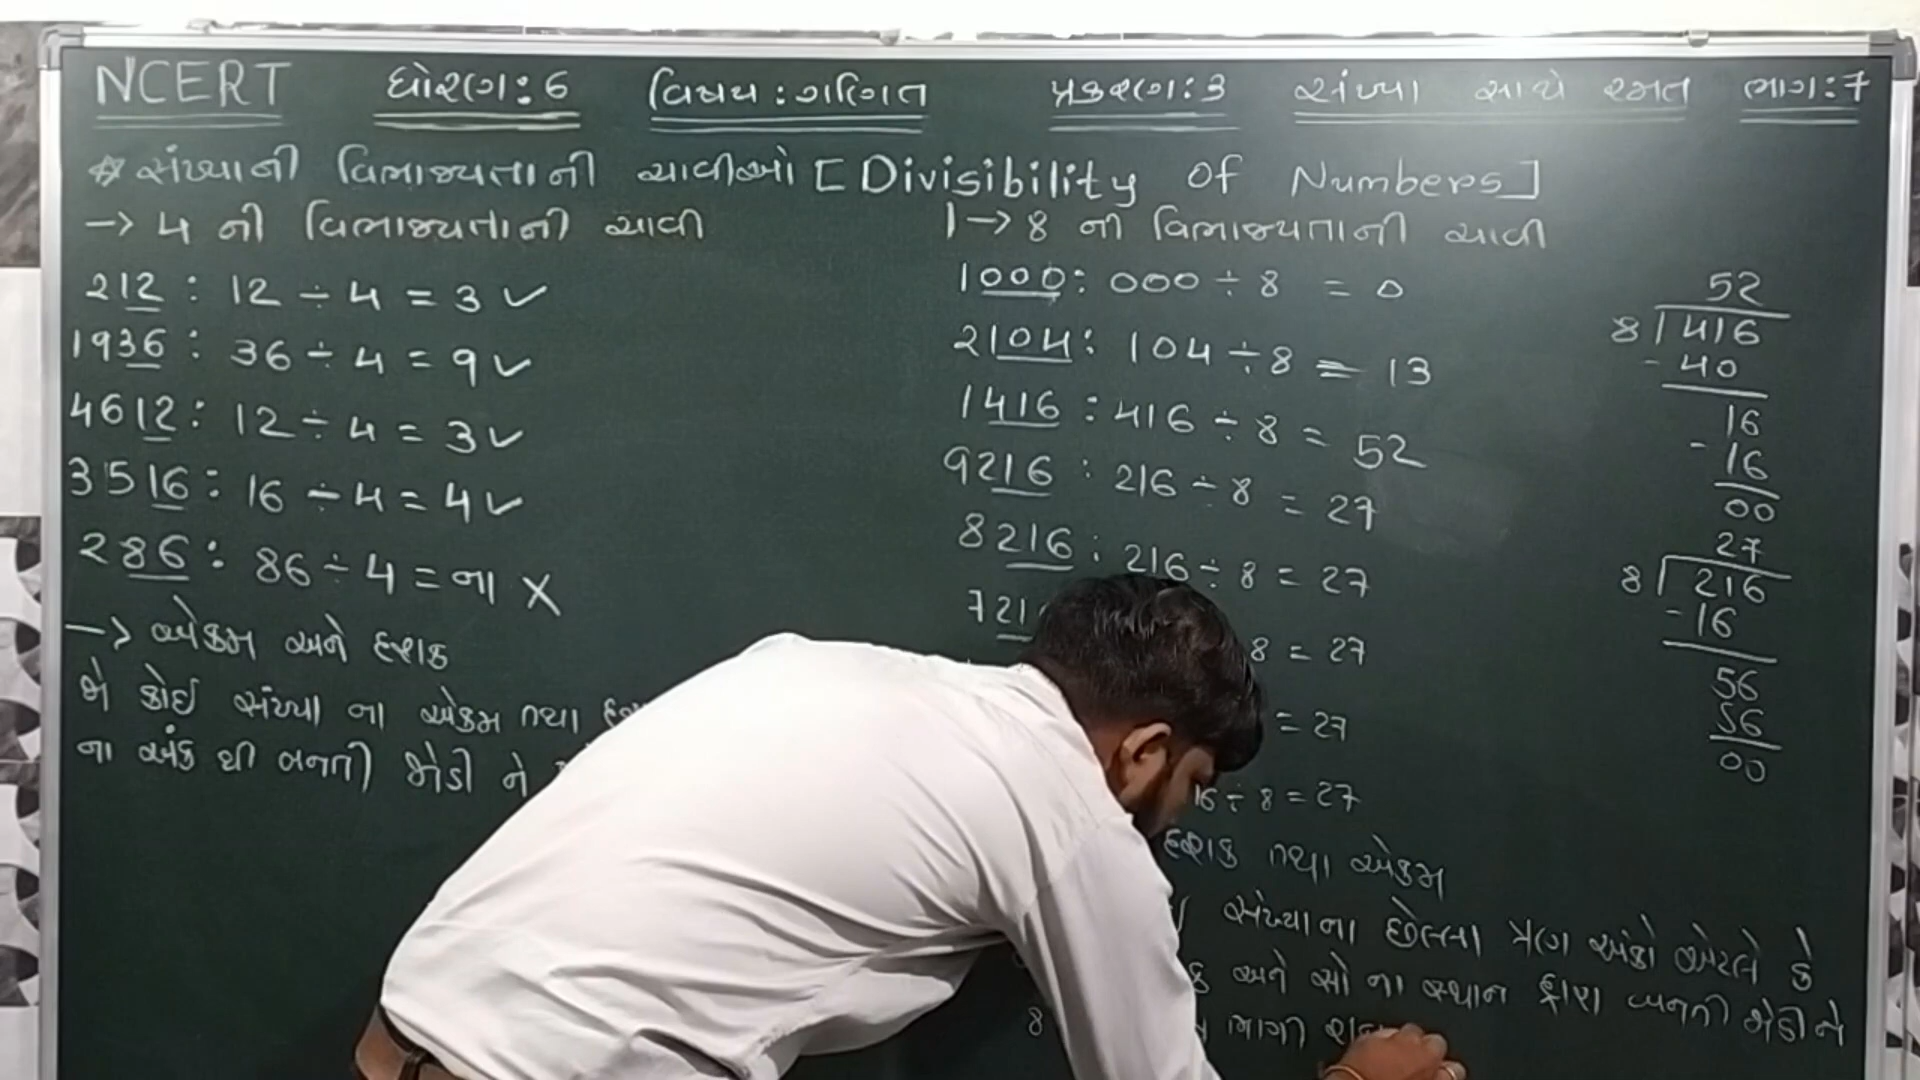 NCERT ધોરણ:6 વિષય:ગણિત પ્રકરણ:3 સંખ્યા સાથે રમત ભાગ:7
☆ સંખ્યાની વિભાજ્યતાની ચાવીઓ [Divisibility of Numbers]
→ 4 ની વિભાજ્યતાની ચાવી
212 : 12 ÷ 4 = 3 ✓
1936 : 36 ÷ 4 = 9 ✓
4612 : 12 ÷ 4 = 3 ✓
3516 : 16 ÷ 4 = 4 ✓
286 : 86 ÷ 4 = ના X
→ એકમ અને દશક
જો કોઈ સંખ્યા ના એકમ તથા
ના અંક થી બનતી જોડી ને
→ 8 ની વિભાજ્યતાની ચાવી
1000 : 000 ÷ 8 = 0
2104 : 104 ÷ 8 = 13
1416 : 416 ÷ 8 = 52
9216 : 216 ÷ 8 = 27
8216 : 216 ÷ 8 = 27
721 8 = 27
= 27
16 ÷ 8 = 27
દશક તથા એકમ
સંખ્યાના છેલ્લા ત્રણ અંકો એટલે કે
અને સો ના સ્થાન દ્વારા બનતી જોડીને
8 ભાગી
52
8 | 416
- 40
16
- 16
00
27
8 | 216
- 16
56
56
00